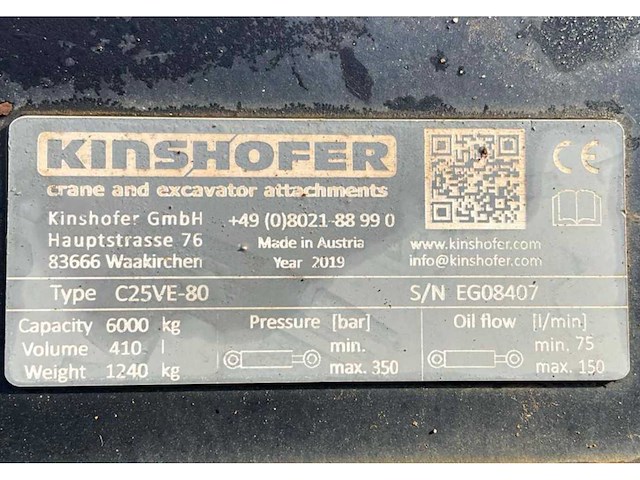 KINSHOFER
crane and excavator attachments
Kinshofer GmbH +49 (0)8021-88 99 0
Hauptstrasse 76 Made in Austria www.kinshofer.com
83666 Waakirchen Year 2019 info@kinshofer.com
CE
Type C25VE-80 S/N EG08407
Capacity 6000 kg Pressure [bar] Oil flow [l/min]
Volume 410 l min. min. 75
Weight 1240 kg max. 350 max. 150